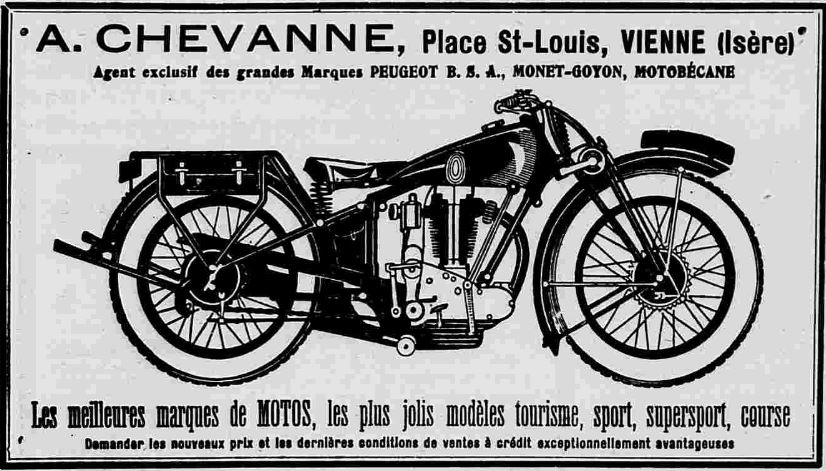 A. CHEVANNE, Place St-Louis, VIENNE (Isère)
Agent exclusif des grandes Marques PEUGEOT B. S. A., MONET-GOYON, MOTOBÉCANE
Les meilleures marques de MOTOS, les plus jolis modèles tourisme, sport, supersport, course
Demander les nouveaux prix et les dernières conditions de ventes à crédit exceptionnellement avantageuses